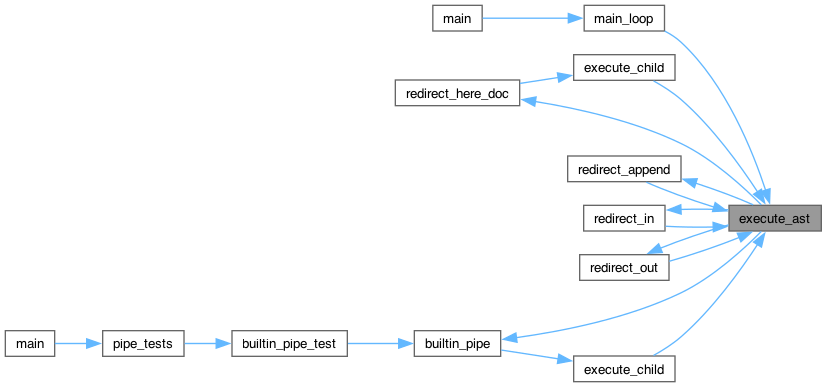 main
main_loop
execute_child
redirect_here_doc
redirect_append
redirect_in
execute_ast
redirect_out
main
pipe_tests
builtin_pipe_test
builtin_pipe
execute_child